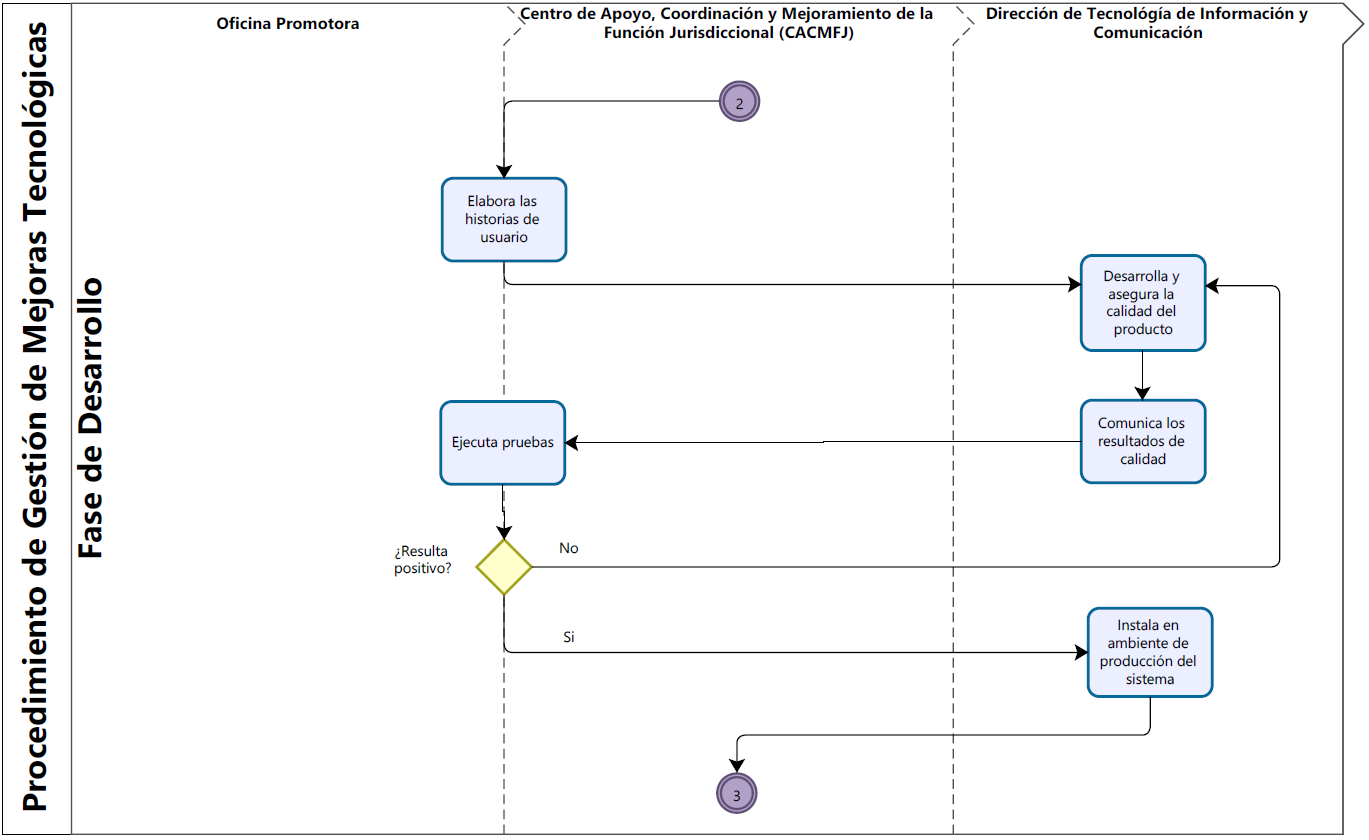 Procedimiento de Gestión de Mejoras Tecnológicas
Fase de Desarrollo
Oficina Promotora
Centro de Apoyo, Coordinación y Mejoramiento de la
Función Jurisdiccional (CACMFJ)
Dirección de Tecnológía de Información y
Comunicación
2
Elabora las
historias de
usuario
Desarrolla y
asegura la
calidad del
producto
Comunica los
resultados de
calidad
Ejecuta pruebas
¿Resulta
positivo?
No
Si
Instala en
ambiente de
producción del
sistema
3